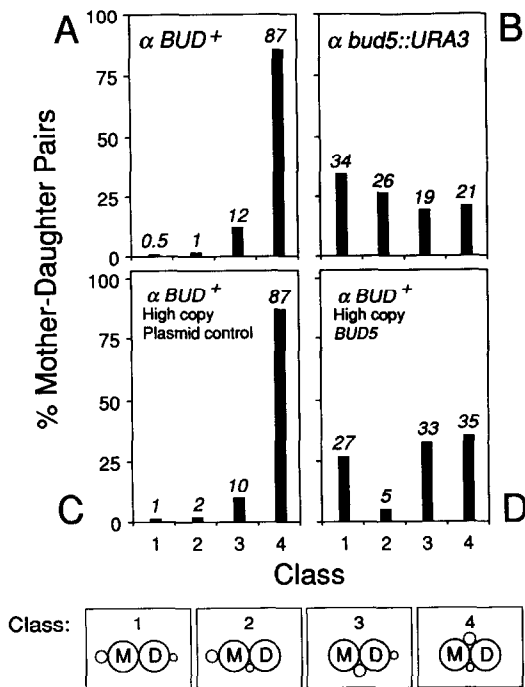 A
B
α BUD+
α bud5::URA3
% Mother-Daughter Pairs
100
75
50
25
0
0.5
1
12
87
34
26
19
21
C
D
α BUD+
High copy
Plasmid control
α BUD+
High copy
BUD5
100
75
50
25
0
1
2
10
87
27
5
33
35
1 2 3 4
1 2 3 4
Class
Class:
1
2
3
4
M D
M D
M D
M D